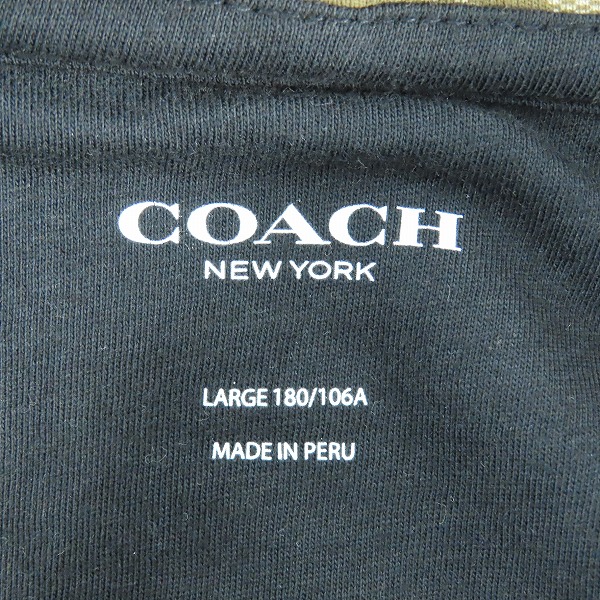 COACH
NEW YORK
LARGE 180/106A
MADE IN PERU